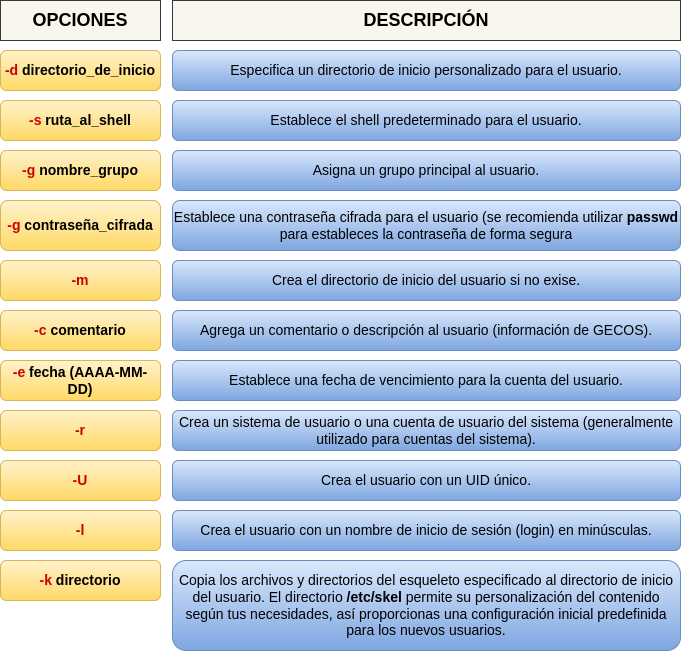 OPCIONES
DESCRIPCIÓN
-d directorio_de_inicio
Especifica un directorio de inicio personalizado para el usuario.
-s ruta_al_shell
Establece el shell predeterminado para el usuario.
-g nombre_grupo
Asigna un grupo principal al usuario.
-g contraseña_cifrada
Establece una contraseña cifrada para el usuario (se recomienda utilizar passwd
para estableces la contraseña de forma segura
-m
Crea el directorio de inicio del usuario si no exise.
-c comentario
Agrega un comentario o descripción al usuario (información de GECOS).
-e fecha (AAAA-MM-
DD)
Establece una fecha de vencimiento para la cuenta del usuario.
-r
Crea un sistema de usuario o una cuenta de usuario del sistema (generalmente
utilizado para cuentas del sistema).
-U
Crea el usuario con un UID único.
-l
Crea el usuario con un nombre de inicio de sesión (login) en minúsculas.
-k directorio
Copia los archivos y directorios del esqueleto especificado al directorio de inicio
del usuario. El directorio /etc/skel permite su personalización del contenido
según tus necesidades, así proporcionas una configuración inicial predefinida
para los nuevos usuarios.